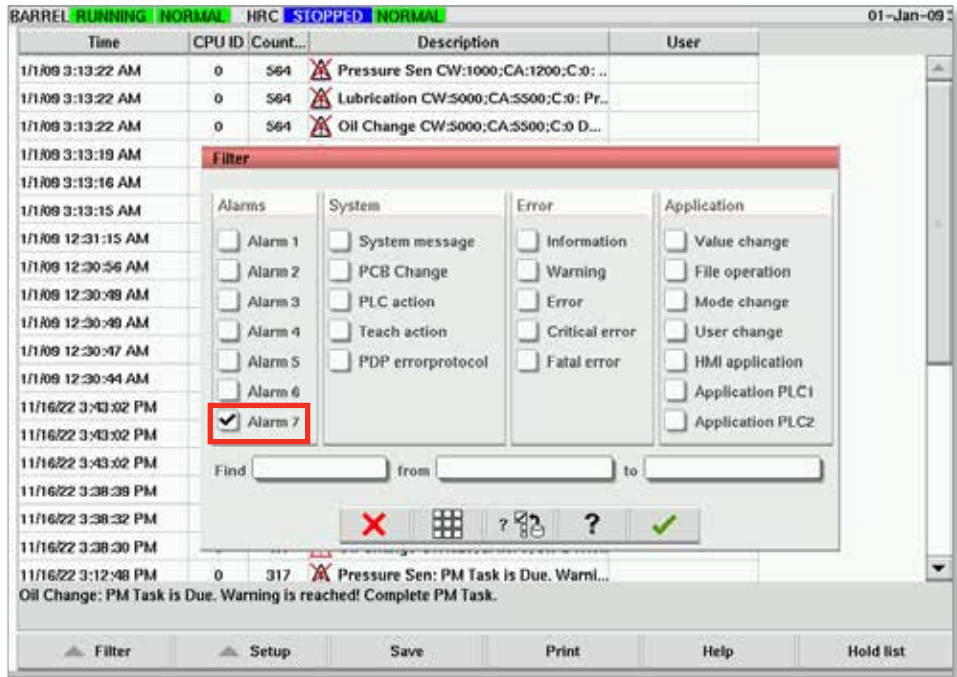 BARREL RUNNING NORMAL HRC STOPPED NORMAL 01-Jan-09
Time CPU ID Count... Description User
1/1/09 3:13:22 AM 0 564 Pressure Sen CW:1000;CA:1200;C:0: ..
1/1/09 3:13:22 AM 0 564 Lubrication CW:5000;CA:5500;C:0: Pr..
1/1/09 3:13:22 AM 0 564 Oil Change CW:5000;CA:5500;C:0 D...
1/1/09 3:13:19 AM
1/1/09 3:13:16 AM
1/1/09 3:13:15 AM
1/1/09 12:31:15 AM
1/1/09 12:30:56 AM
1/1/09 12:30:49 AM
1/1/09 12:30:49 AM
1/1/09 12:30:47 AM
1/1/09 12:30:44 AM
11/16/22 3:43:02 PM
11/16/22 3:43:02 PM
11/16/22 3:43:02 PM
11/16/22 3:38:39 PM
11/16/22 3:38:32 PM
11/16/22 3:38:30 PM
11/16/22 3:12:48 PM 0 317 Pressure Sen: PM Task is Due. Warni...
Filter
Alarms System Error Application
Alarm 1 System message Information Value change
Alarm 2 PCB Change Warning File operation
Alarm 3 PLC action Error Mode change
Alarm 4 Teach action Critical error User change
Alarm 5 PDP errorprotocol Fatal error HMI application
Alarm 6 Application PLC1
Alarm 7 Application PLC2
Find from to
? ?
Oil Change: PM Task is Due. Warning is reached! Complete PM Task.
Filter Setup Save Print Help Hold list